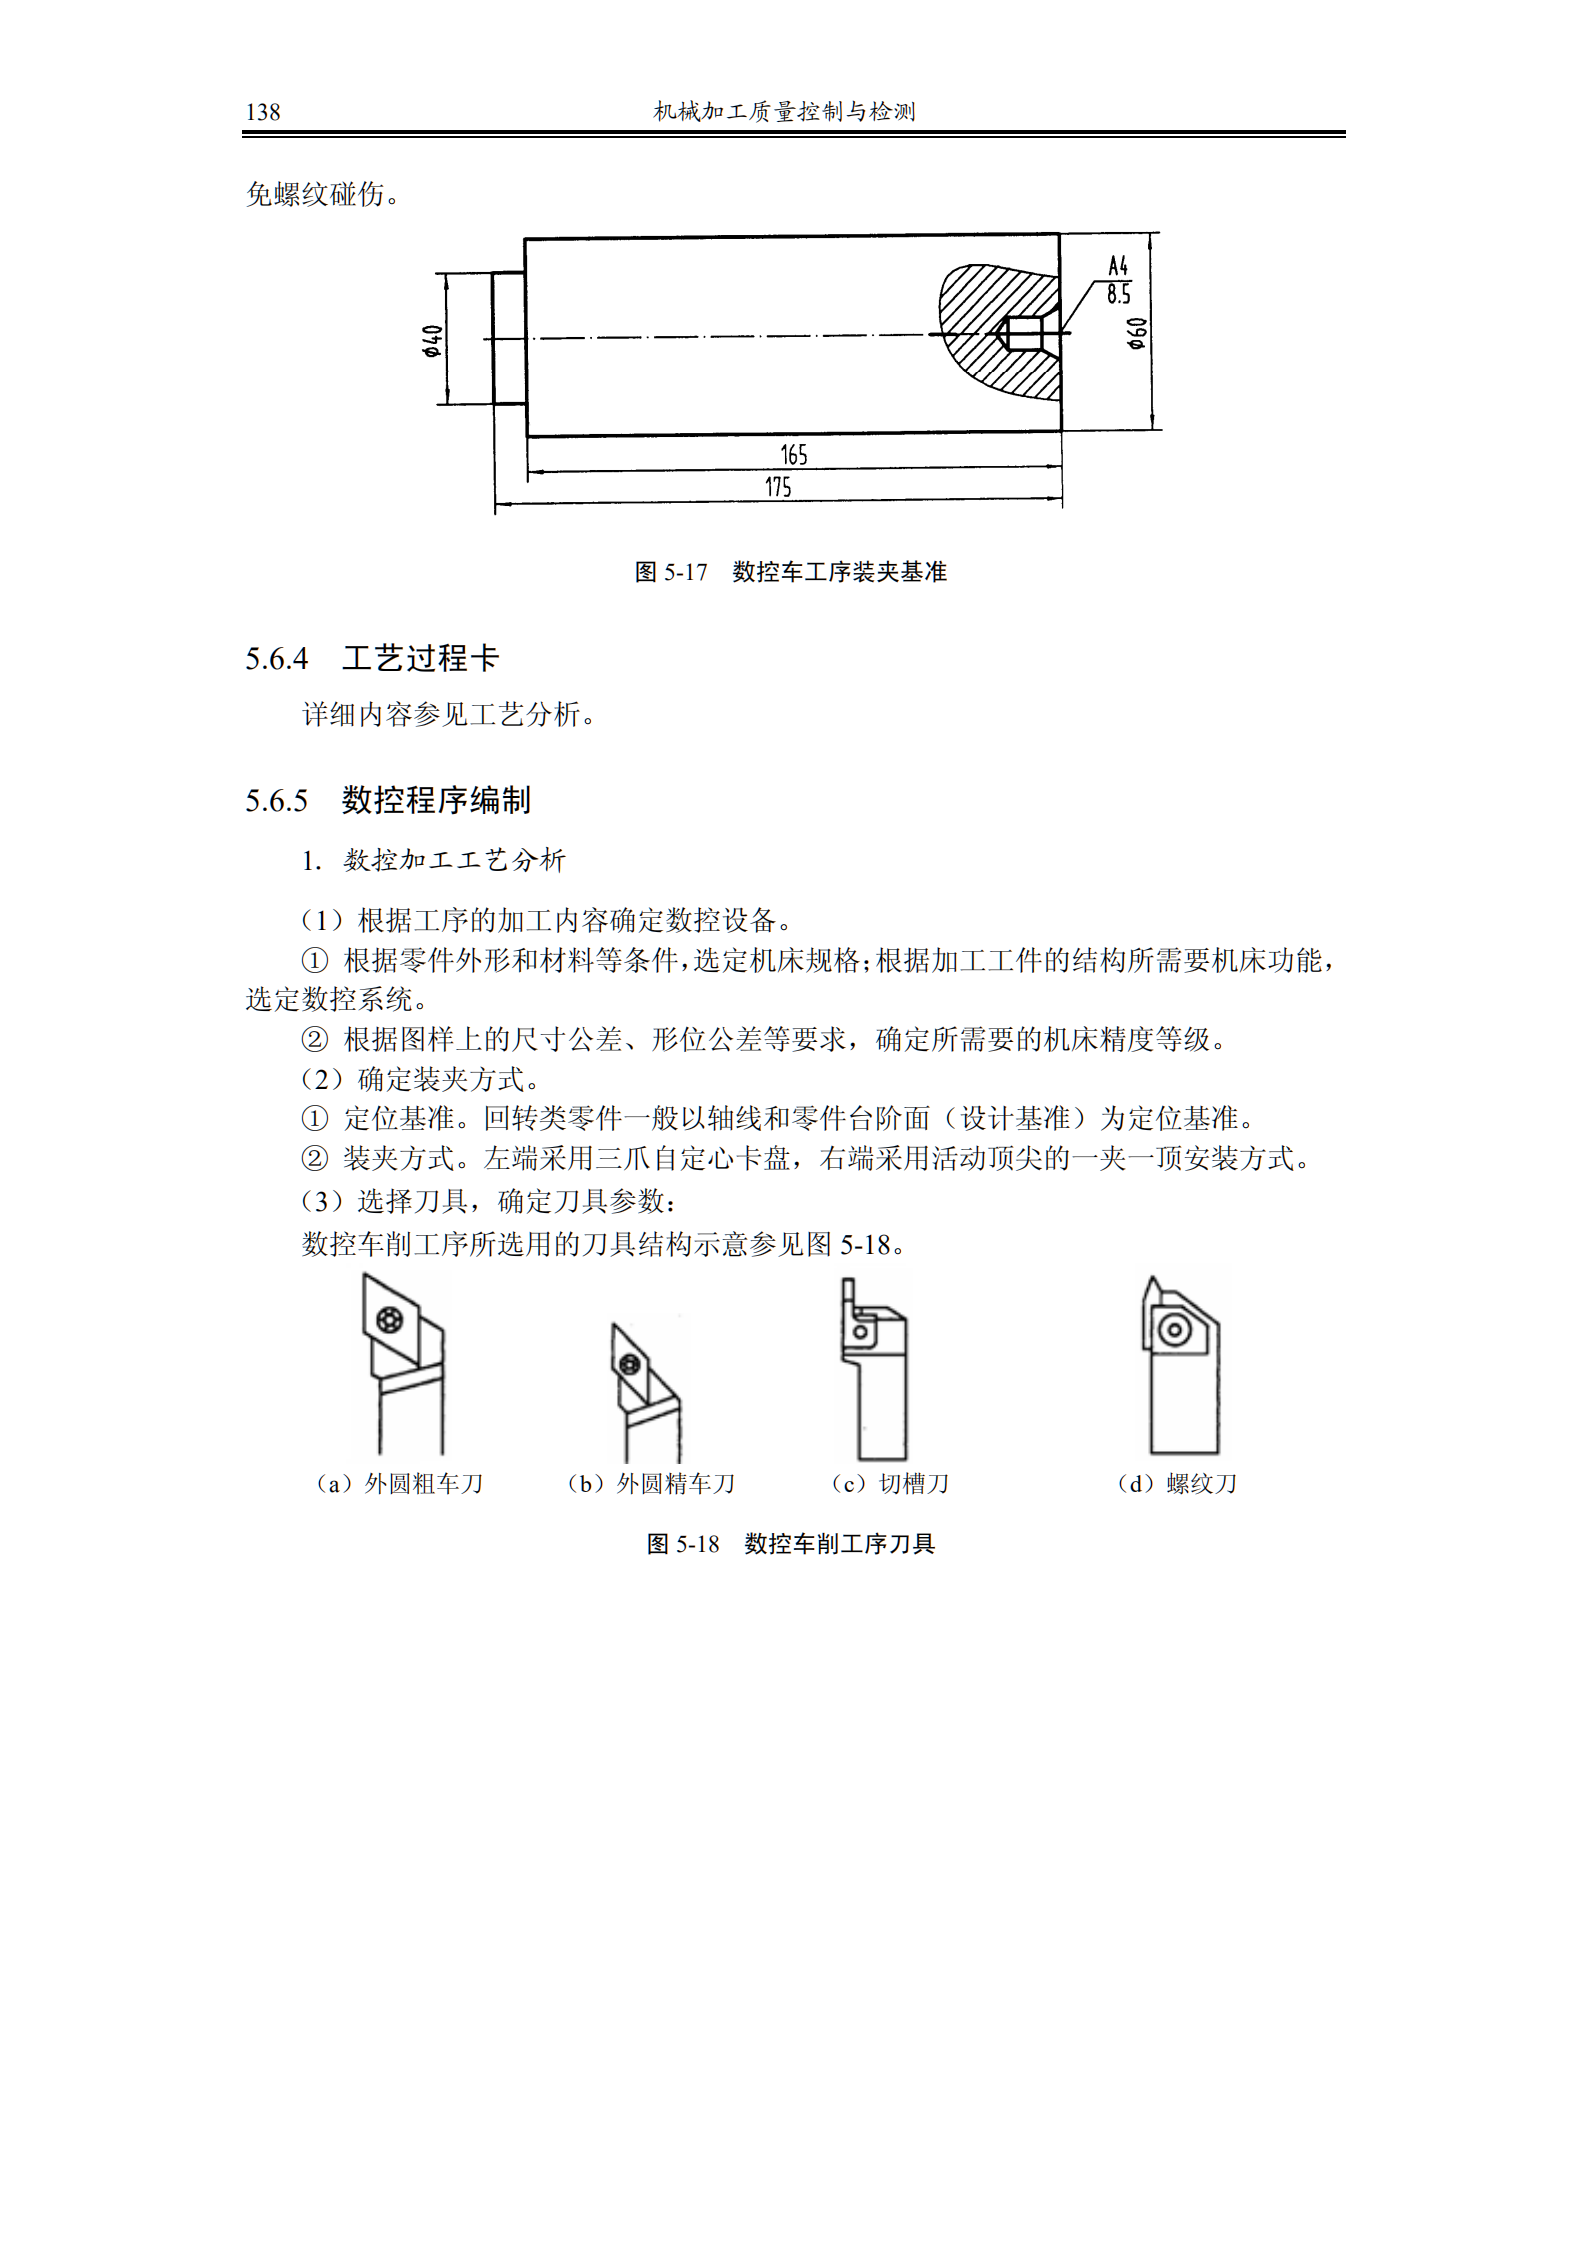 138
机械加工质量控制与检测
免螺纹碰伤。
A4
8.5
ϕ40
ϕ60
165
175
图 5-17 数控车工序装夹基准
5.6.4 工艺过程卡
详细内容参见工艺分析。
5.6.5 数控程序编制
1. 数控加工工艺分析
（1）根据工序的加工内容确定数控设备。
① 根据零件外形和材料等条件，选定机床规格；根据加工工件的结构所需要机床功能，
选定数控系统。
② 根据图样上的尺寸公差、形位公差等要求，确定所需要的机床精度等级。
（2）确定装夹方式。
① 定位基准。回转类零件一般以轴线和零件台阶面（设计基准）为定位基准。
② 装夹方式。左端采用三爪自定心卡盘，右端采用活动顶尖的一夹一顶安装方式。
（3）选择刀具，确定刀具参数：
数控车削工序所选用的刀具结构示意参见图 5-18。
（a）外圆粗车刀 （b）外圆精车刀 （c）切槽刀 （d）螺纹刀
图 5-18 数控车削工序刀具